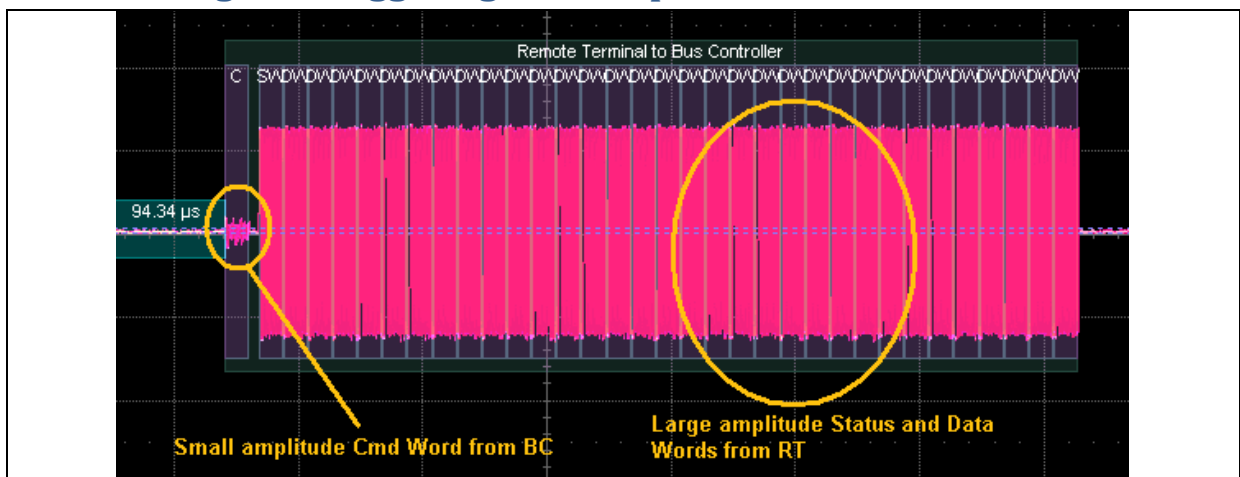 Remote Terminal to Bus Controller
C SWDWDWDWDWDWDWDWDWDWDWDWDWDWDWDWDWDWDWDWDWDWDWDWDWDWDWDWDWDWDWDWDW
94.34 µs
Small amplitude Cmd Word from BC
Large amplitude Status and Data
Words from RT